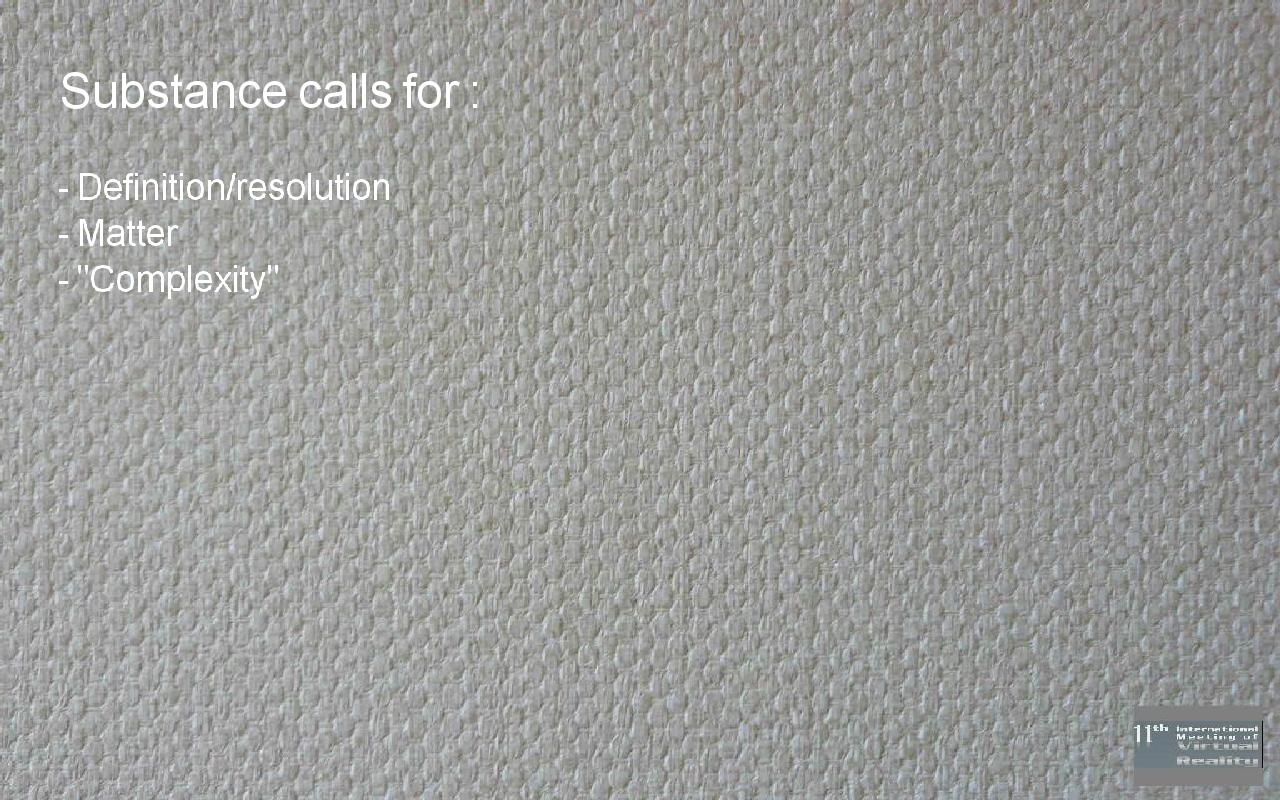 Substance calls for :
- Definition/resolution
- Matter
- "Complexity"
11th International
Meeting of
Virtual
Reality